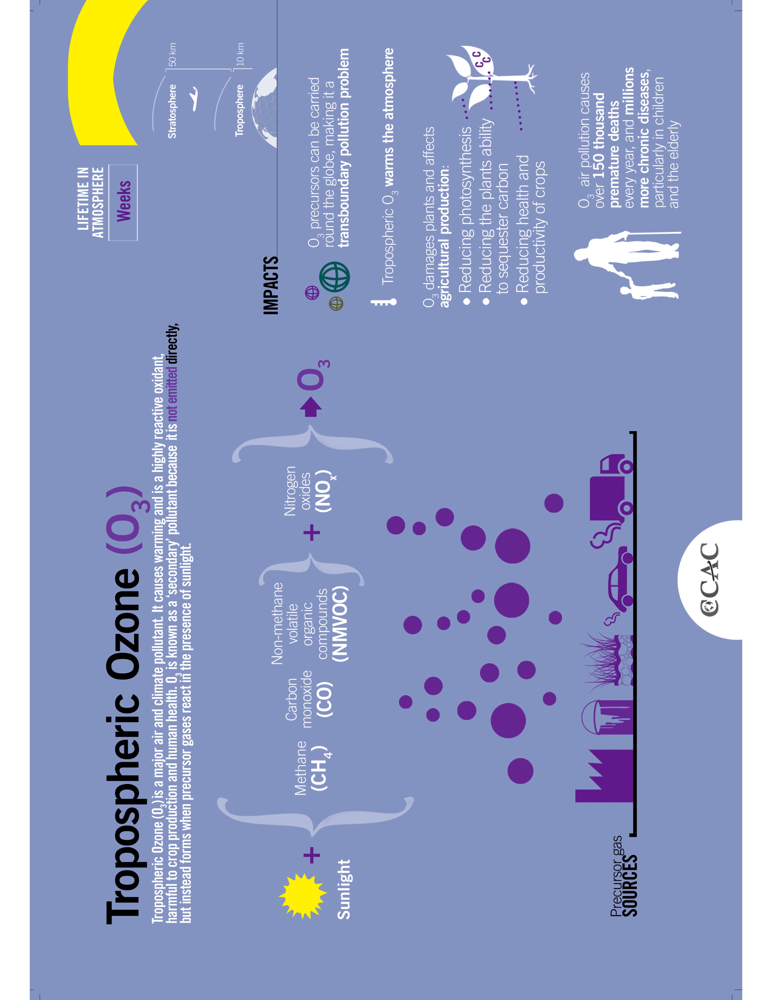 Tropospheric Ozone (O3)
Tropospheric Ozone (O3) is a major air and climate pollutant. It causes warming and is a highly reactive oxidant,
harmful to crop production and human health. O3 is known as a ‘secondary’ pollutant because it is not emitted directly,
but instead forms when precursor gases react in the presence of sunlight.
Sunlight
+
Methane
(CH4)
Carbon
monoxide
(CO)
Non-methane
volatile
organic
compounds
(NMVOC)
+
Nitrogen
oxides
(NOx)
O3
Precursor gas
SOURCES
LIFETIME IN
ATMOSPHERE
Weeks
Stratosphere
50 km
Troposphere
10 km
IMPACTS
O3 precursors can be carried
round the globe, making it a
transboundary pollution problem
Tropospheric O3 warms the atmosphere
O3 damages plants and affects
agricultural production:
• Reducing photosynthesis
• Reducing the plants ability
to sequester carbon
• Reducing health and
productivity of crops
C C
C C
O3 air pollution causes
over 150 thousand
premature deaths
every year, and millions
more chronic diseases,
particularly in children
and the elderly
CCAC